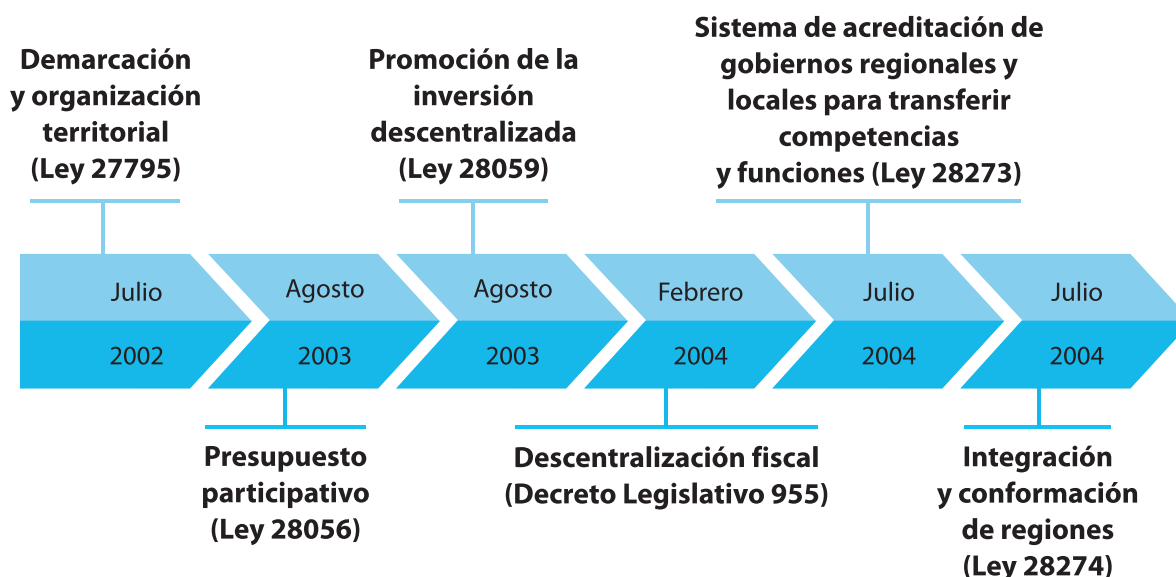 Demarcación
y organización
territorial
(Ley 27795)
Promoción de la
inversión
descentralizada
(Ley 28059)
Sistema de acreditación de
gobiernos regionales y
locales para transferir
competencias
y funciones (Ley 28273)
Julio
Agosto
Agosto
Febrero
Julio
Julio
2002
2003
2003
2004
2004
2004
Presupuesto
participativo
(Ley 28056)
Descentralización fiscal
(Decreto Legislativo 955)
Integración
y conformación
de regiones
(Ley 28274)